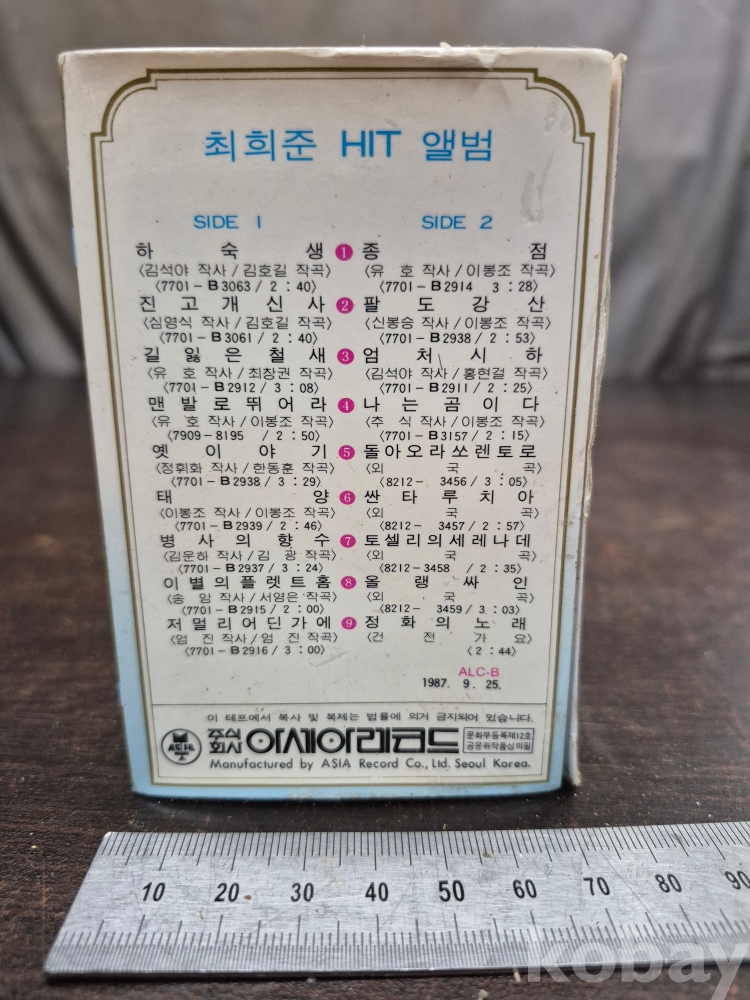 최희준 HIT 앨범
SIDE 1 SIDE 2
하 숙 생 1 종 점
〈김석야 작사/김호길 작곡〉 〈유 호 작사/이봉조 작곡〉
〈7701-B3063/2:40〉 〈7701-B2914 3:28〉
진고개신사 2 팔 도 강 산
〈심영식 작사/김호길 작곡〉 〈신봉승 작사/이봉조 작곡〉
〈7701-B3061/2:40〉 〈7701-B2938/2:53〉
길 잃 은 철 새 3 엄 처 시 하
〈유 호 작사/최창권 작곡〉 〈김석야 작사/홍현걸 작곡〉
〈7701-B2912/3:08〉 〈7701-B2911/2:25〉
맨 발 로 뛰 어 라 4 나 는 곰 이 다
〈유 호 작사/이봉조 작곡〉 〈주 식 작사/이봉조 작곡〉
〈7909-8195 /2:50〉 〈7701-B3157/2:15〉
옛 이 야 기 5 돌아오라쏘렌토로
〈정휘화 작사/한동훈 작곡〉 〈외 국 곡〉
〈7701-B2938/3:29〉 〈8212- 3456/3:05〉
태 양 6 싼 타 루 치 아
〈이봉조 작사/이봉조 작곡〉 〈외 국 곡〉
〈7701-B2939/2:46〉 〈8212- 3457/2:57〉
병 사 의 향 수 7 토셀리의세레나데
〈김운하 작사/김 광 작곡〉 〈외 국 곡〉
〈7701-B2937/3:24〉 〈8212-3458 /2:35〉
이별의플렛트홈 8 올 랭 싸 인
〈송 암 작사/서영은 작곡〉 〈외 국 곡〉
〈7701-B2915/2:00〉 〈8212- 3459/3:03〉
저멀리어딘가에 9 정 화 의 노 래
〈엄 진 작사/엄 진 작곡〉 〈건 전 가 요〉
〈7701-B2916/3:00〉 〈2:44〉
ALC-B
1987. 9. 25.
이 테프에서 복사 및 복제는 법률에 의거 금지되어 있습니다.
ASIA 주식회사 아세아레코드 문화부등록제12호
공윤위작품심의필
Manufactured by ASIA Record Co., Ltd. Seoul Korea.
10 20 30 40 50 60 70 80 90
kobay